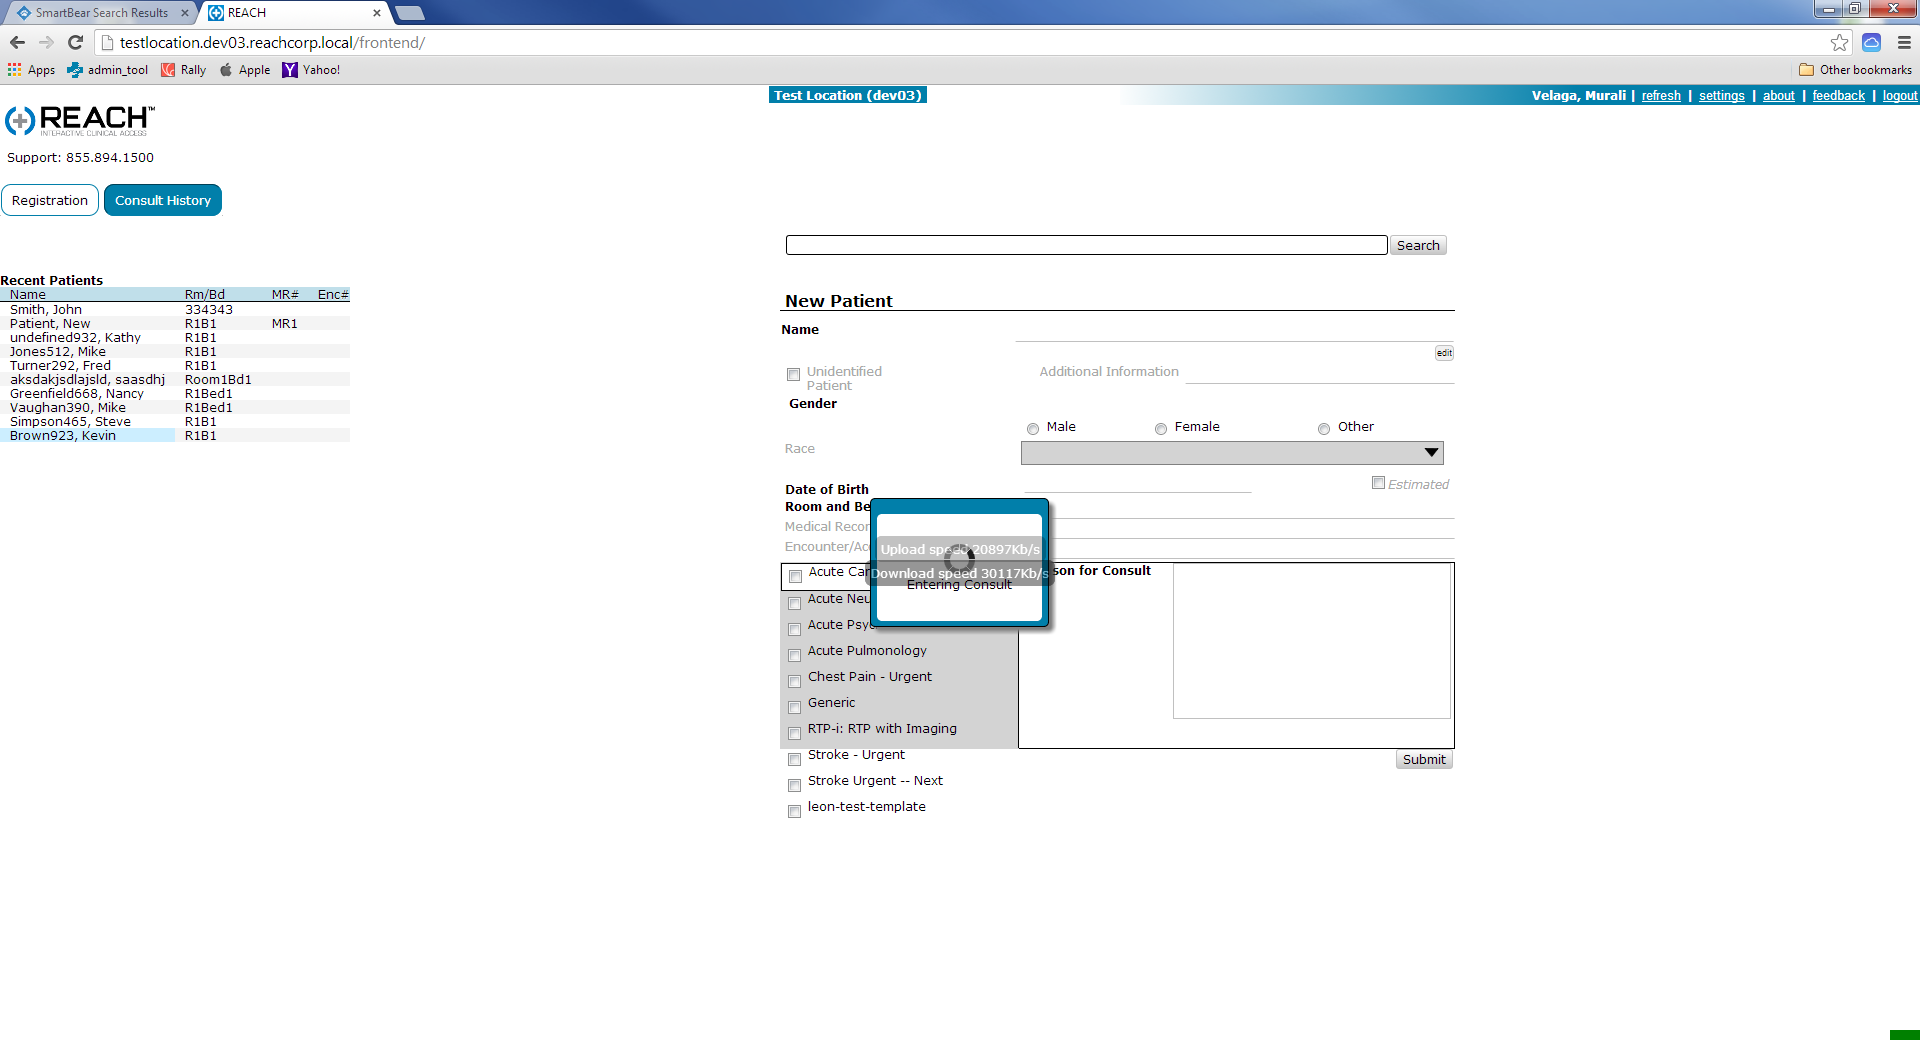 SmartBear Search Results
REACH
testlocation.dev03.reachcorp.local/frontend/
Apps admin_tool Rally Apple Yahoo! Other bookmarks
Test Location (dev03) Velaga, Murali | refresh | settings | about | feedback | logout
REACH™
INTERACTIVE CLINICAL ACCESS
Support: 855.894.1500
Registration Consult History
Search
Recent Patients
Name Rm/Bd MR# Enc#
Smith, John 334343
Patient, New R1B1 MR1
undefined932, Kathy R1B1
Jones512, Mike R1B1
Turner292, Fred R1B1
aksdakjsdlajsld, saasdhj Room1Bd1
Greenfield668, Nancy R1Bed1
Vaughan390, Mike R1Bed1
Simpson465, Steve R1B1
Brown923, Kevin R1B1
New Patient
Name
edit
Unidentified Patient Additional Information
Gender
Male Female Other
Race
Date of Birth Estimated
Room and Be
Medical Recor
Encounter/Ac
Upload speed 20897Kb/s
Download speed 30117Kb/s
Entering Consult
Acute Car son for Consult
Acute Neu
Acute Psy
Acute Pulmonology
Chest Pain - Urgent
Generic
RTP-i: RTP with Imaging
Stroke - Urgent
Stroke Urgent -- Next
leon-test-template
Submit